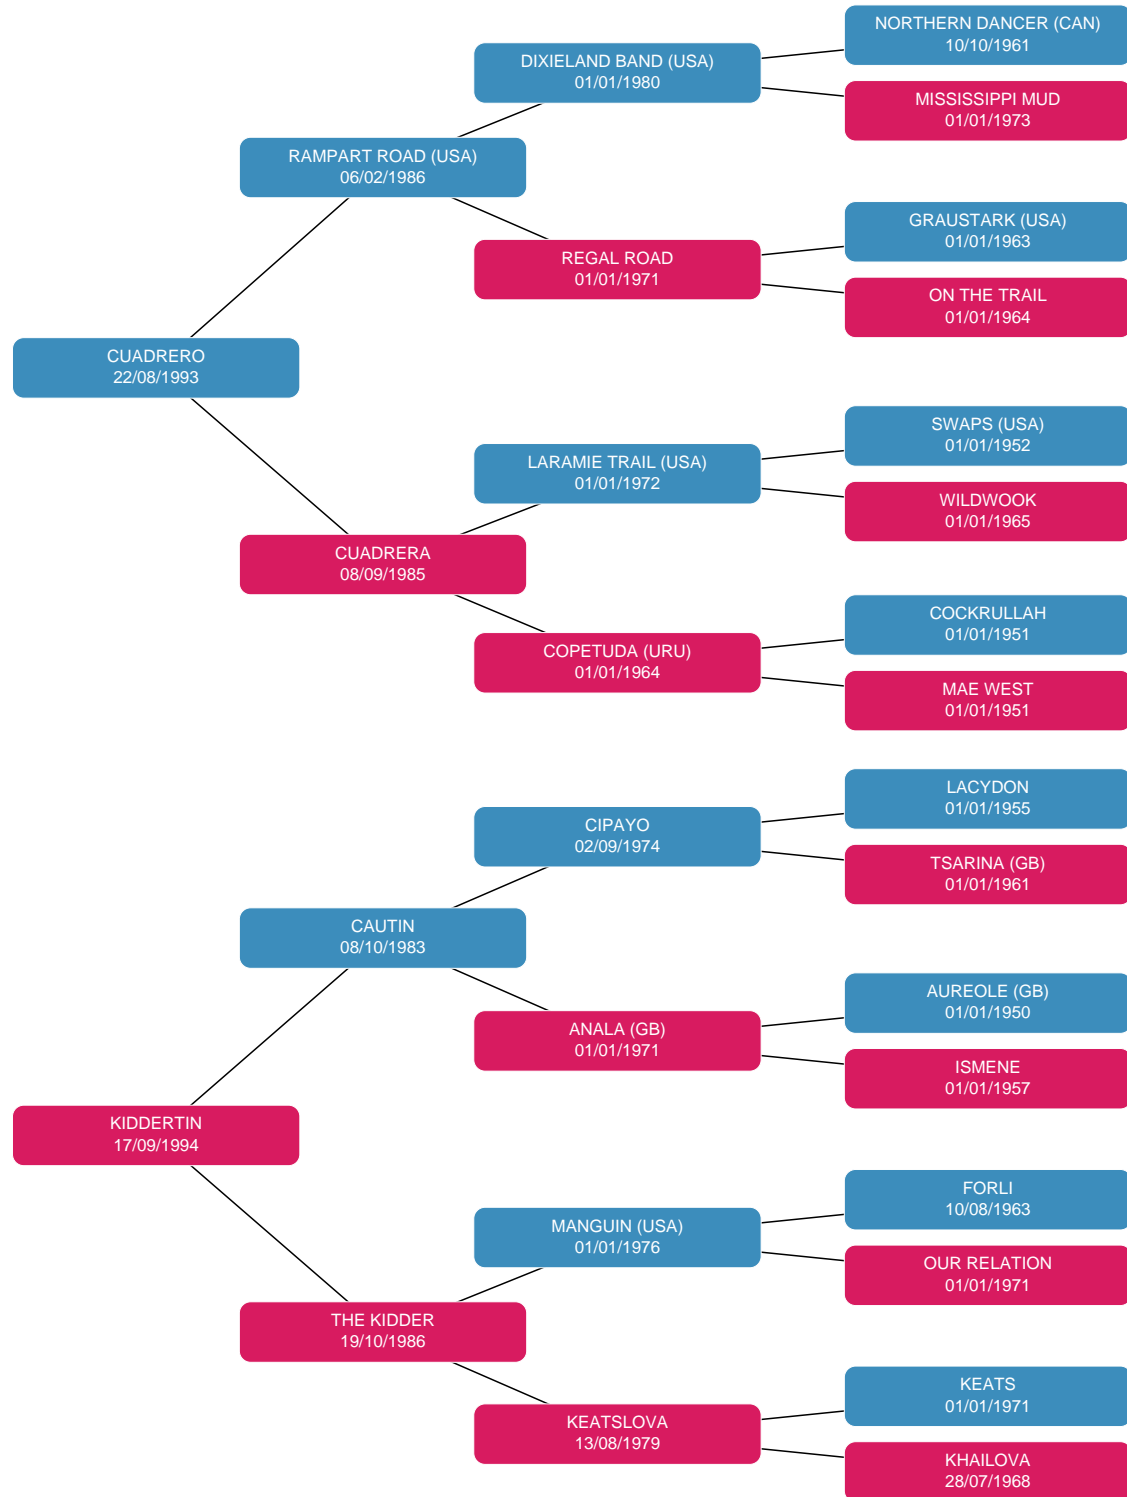 NORTHERN DANCER (CAN)
10/10/1961
DIXIELAND BAND (USA)
01/01/1980
MISSISSIPPI MUD
01/01/1973
RAMPART ROAD (USA)
06/02/1986
GRAUSTARK (USA)
01/01/1963
REGAL ROAD
01/01/1971
ON THE TRAIL
01/01/1964
CUADRERO
22/08/1993
SWAPS (USA)
01/01/1952
LARAMIE TRAIL (USA)
01/01/1972
WILDWOOK
01/01/1965
CUADRERA
08/09/1985
COCKRULLAH
01/01/1951
COPETUDA (URU)
01/01/1964
MAE WEST
01/01/1951
LACYDON
01/01/1955
CIPAYO
02/09/1974
TSARINA (GB)
01/01/1961
CAUTIN
08/10/1983
AUREOLE (GB)
01/01/1950
ANALA (GB)
01/01/1971
ISMENE
01/01/1957
KIDDERTIN
17/09/1994
FORLI
10/08/1963
MANGUIN (USA)
01/01/1976
OUR RELATION
01/01/1971
THE KIDDER
19/10/1986
KEATS
01/01/1971
KEATSLOVA
13/08/1979
KHAILOVA
28/07/1968